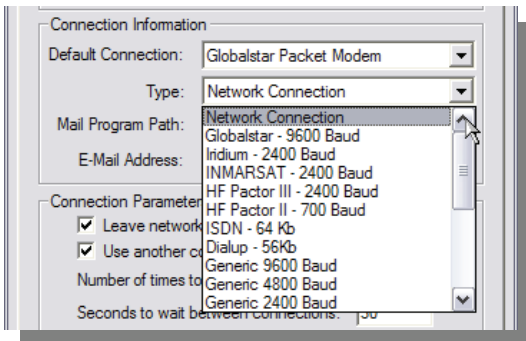 Connection Information
Default Connection: Globalstar Packet Modem
Type: Network Connection
Network Connection
Globalstar - 9600 Baud
Mail Program Path:
Iridium - 2400 Baud
INMARSAT - 2400 Baud
E-Mail Address:
HF Pactor III - 2400 Baud
HF Pactor II - 700 Baud
Connection Parameter
Leave network
ISDN - 64 Kb
Dialup - 56Kb
Use another
Generic 9600 Baud
Number of times to
Generic 4800 Baud
Generic 2400 Baud
Seconds to wait between connections: